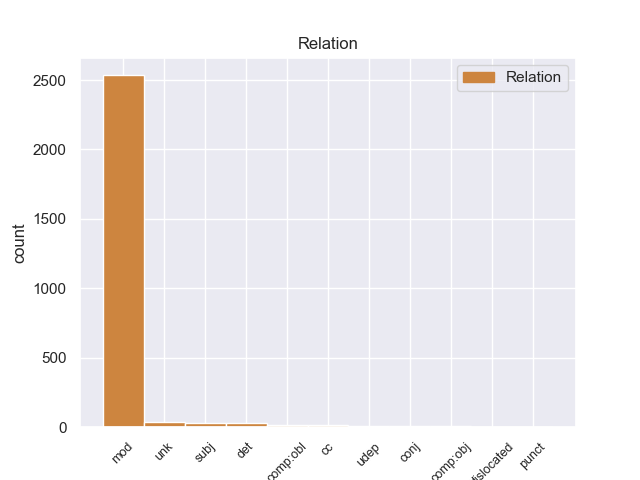 Relation
Relation
count
2500
2000
1500
1000
500
0
mod
unk
subj
det
comp:obl
cc
udep
conj
comp:obj
dislocated
punct